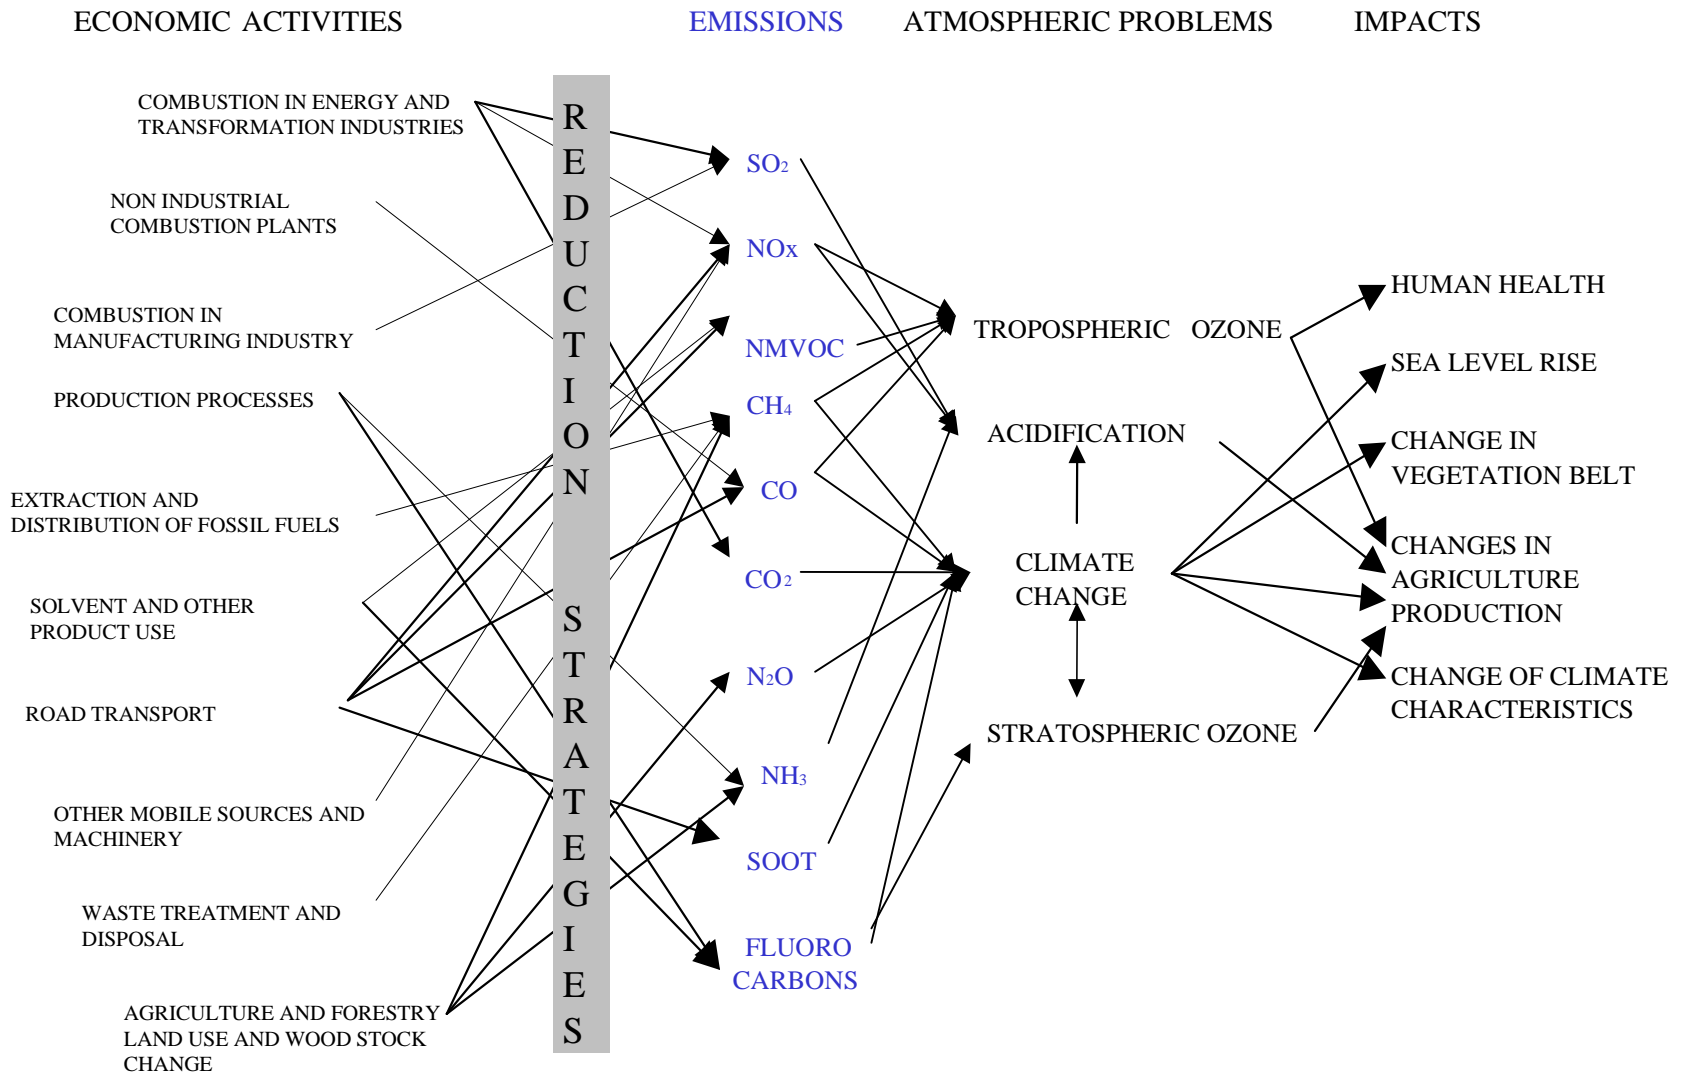 ECONOMIC ACTIVITIES
EMISSIONS
ATMOSPHERIC PROBLEMS
IMPACTS
COMBUSTION IN ENERGY AND
TRANSFORMATION INDUSTRIES
NON INDUSTRIAL
COMBUSTION PLANTS
COMBUSTION IN
MANUFACTURING INDUSTRY
PRODUCTION PROCESSES
EXTRACTION AND
DISTRIBUTION OF FOSSIL FUELS
SOLVENT AND OTHER
PRODUCT USE
ROAD TRANSPORT
OTHER MOBILE SOURCES AND
MACHINERY
WASTE TREATMENT AND
DISPOSAL
AGRICULTURE AND FORESTRY
LAND USE AND WOOD STOCK
CHANGE
REDUCTION STRATEGIES
SO2
NOx
NMVOC
CH4
CO
CO2
N2O
NH3
SOOT
FLUORO
CARBONS
TROPOSPHERIC OZONE
ACIDIFICATION
CLIMATE
CHANGE
STRATOSPHERIC OZONE
HUMAN HEALTH
SEA LEVEL RISE
CHANGE IN
VEGETATION BELT
CHANGES IN
AGRICULTURE
PRODUCTION
CHANGE OF CLIMATE
CHARACTERISTICS